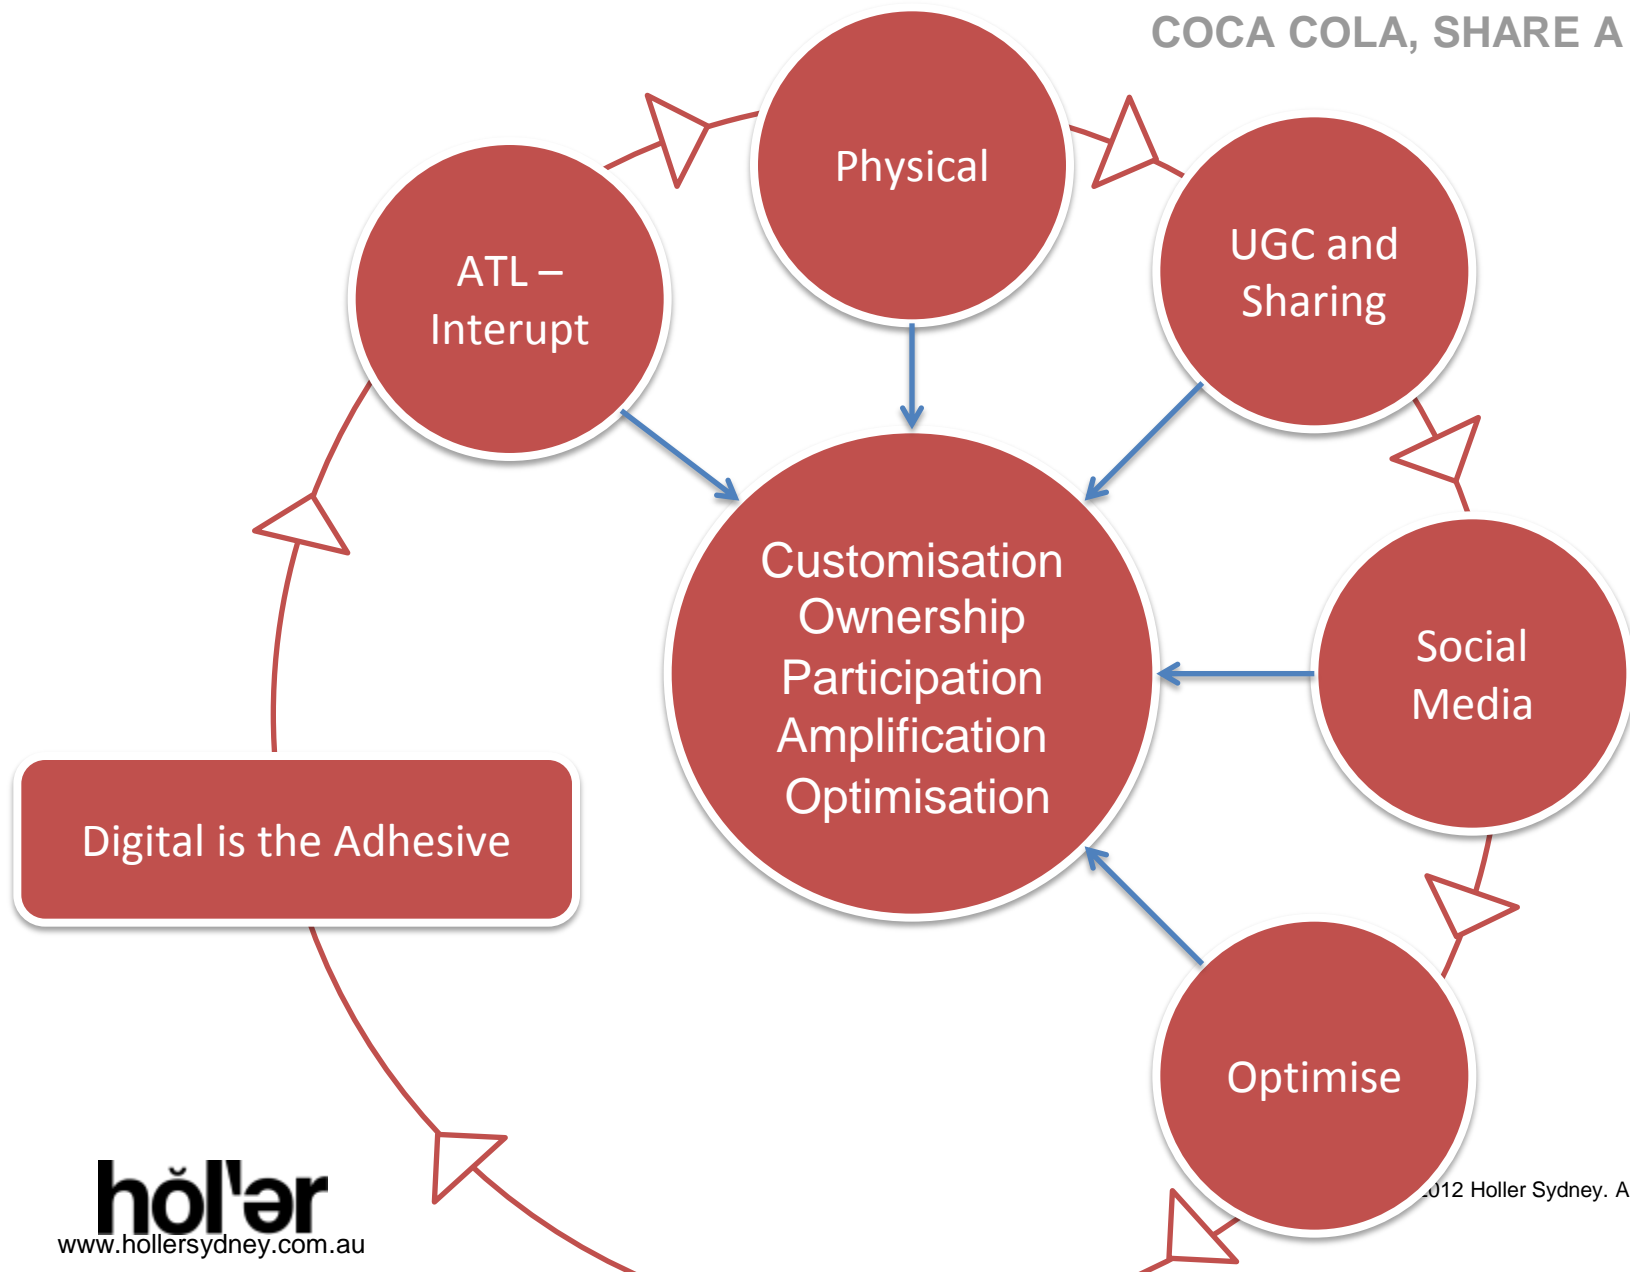 COCA COLA, SHARE A
Physical
UGC and
Sharing
ATL –
Interupt
Customisation
Ownership
Participation
Amplification
Optimisation
Social
Media
Digital is the Adhesive
Optimise
hŏl'ər
www.hollersydney.com.au
2012 Holler Sydney. A